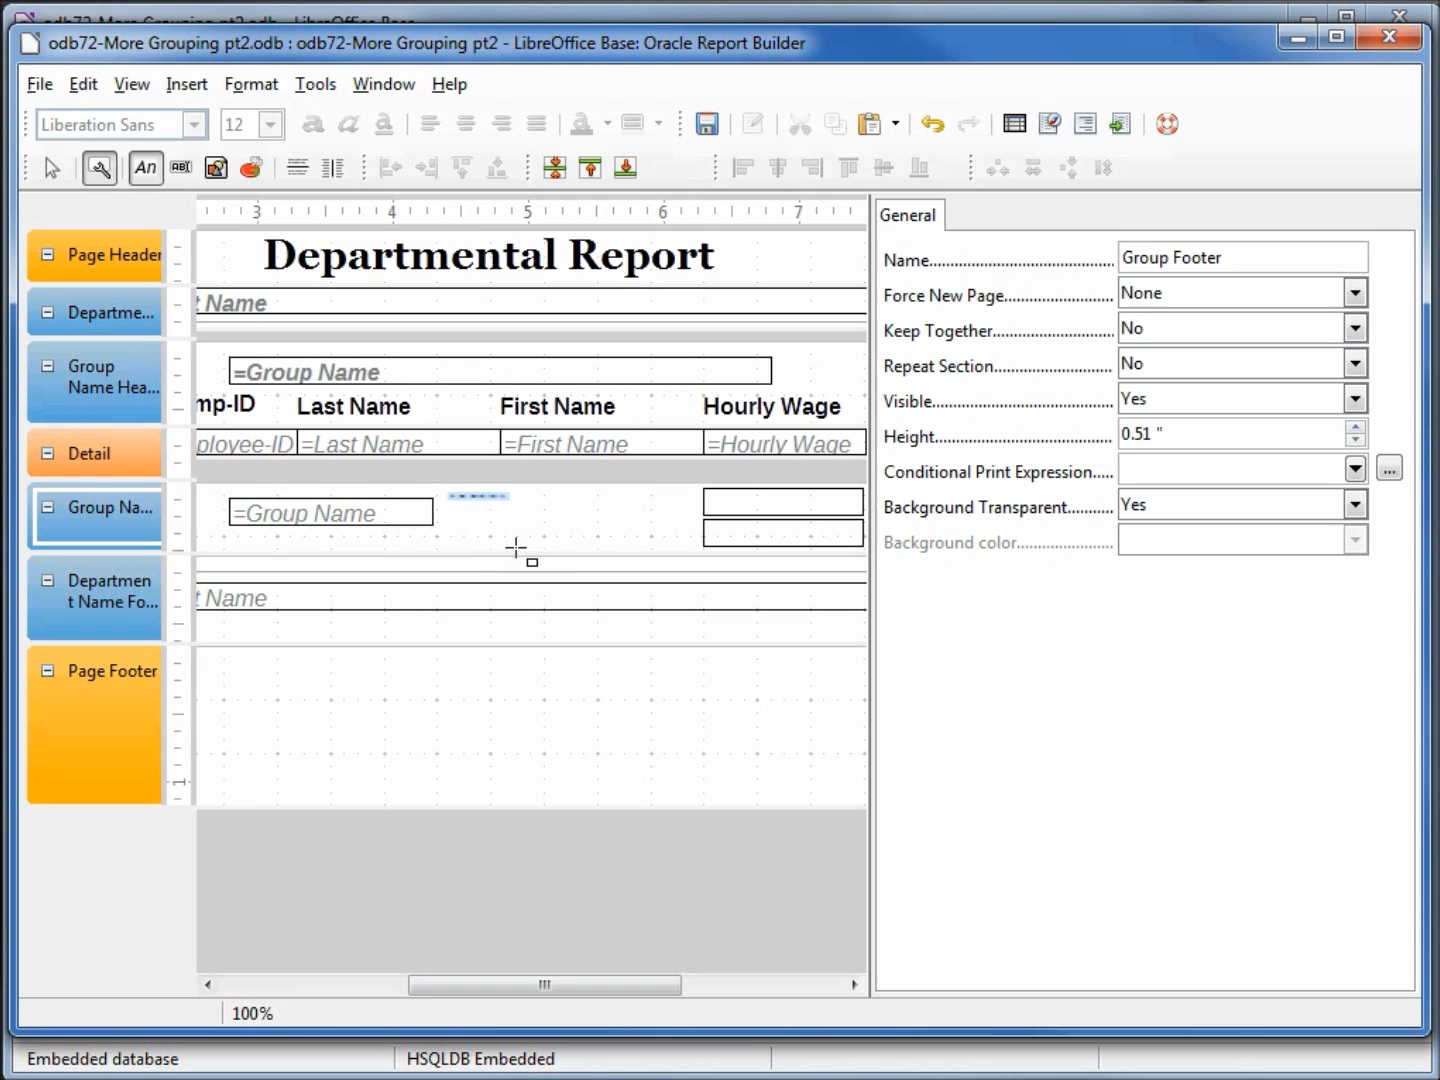 odb72-More Grouping pt2.odb : odb72-More Grouping pt2 - LibreOffice Base: Oracle Report Builder
File Edit View Insert Format Tools Window Help
Liberation Sans 12
An ABI
3 4 5 6 7
General
Page Header
Departmental Report
Departme...
t Name
Group
Name Hea...
=Group Name
mp-ID Last Name First Name Hourly Wage
Detail
ployee-ID =Last Name =First Name =Hourly Wage
Group Na...
=Group Name
Departmen
t Name Fo...
t Name
Page Footer
1
Name Group Footer
Force New Page None
Keep Together No
Repeat Section No
Visible Yes
Height 0.51 "
Conditional Print Expression ...
Background Transparent Yes
Background color
100%
Embedded database HSQLDB Embedded